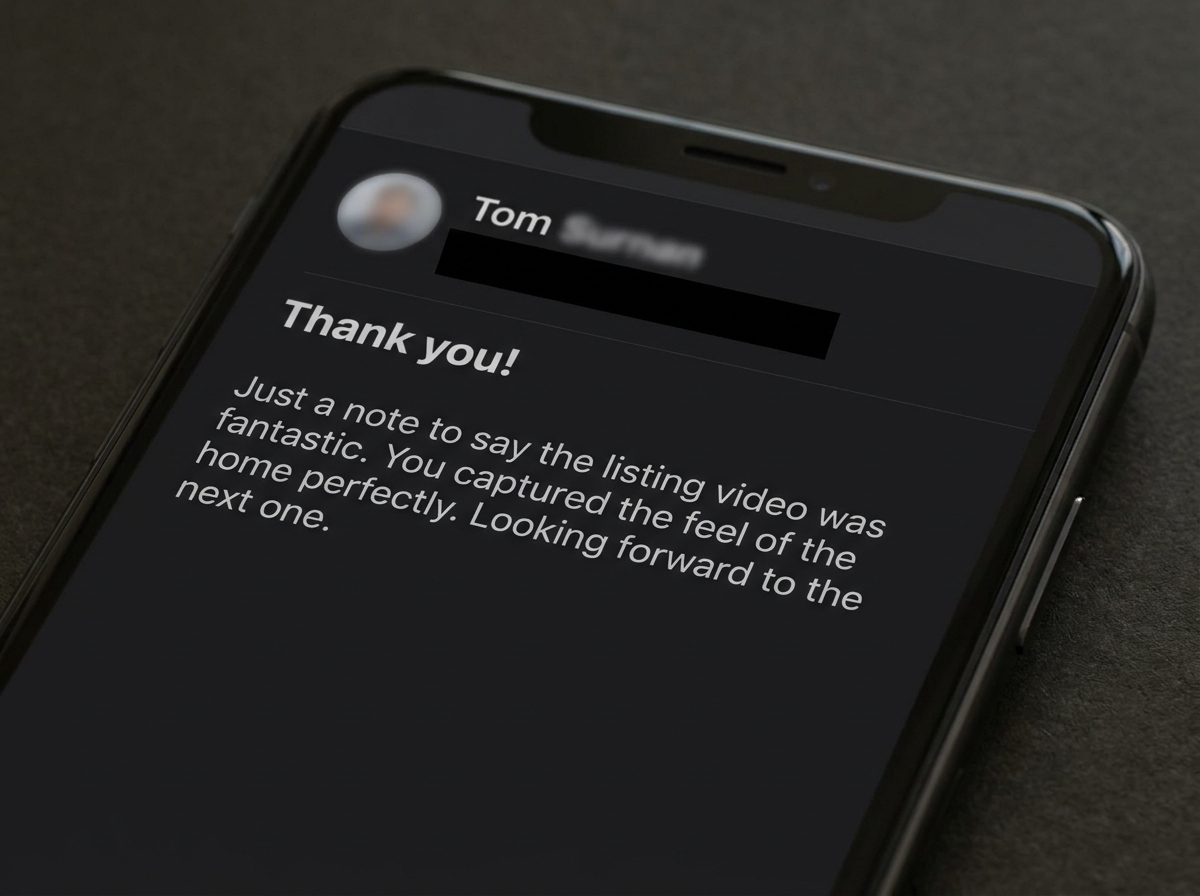 Tom
Thank you!
Just a note to say the listing video was
fantastic. You captured the feel of the
home perfectly. Looking forward to the
next one.